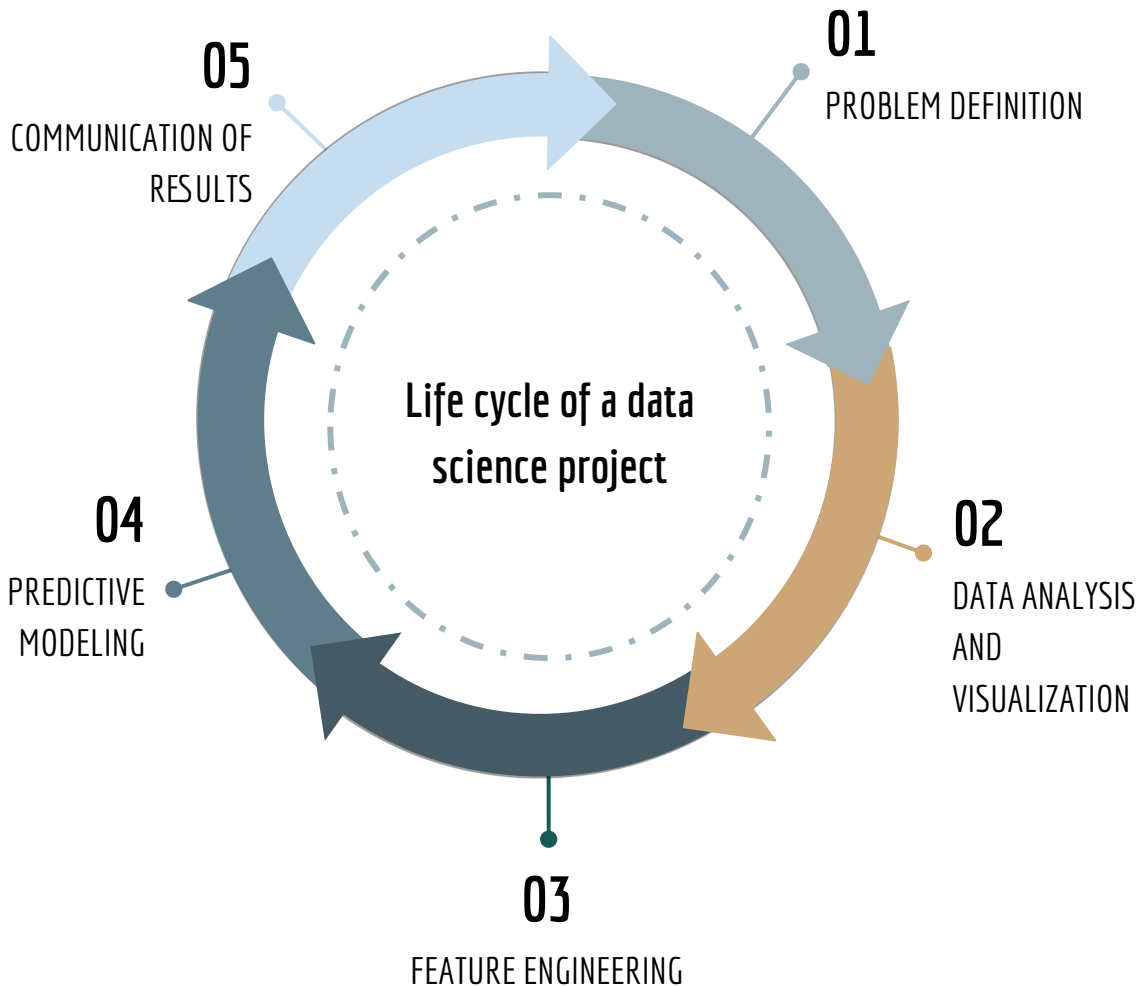 01
PROBLEM DEFINITION
02
DATA ANALYSIS
AND
VISUALIZATION
03
FEATURE ENGINEERING
04
PREDICTIVE
MODELING
05
COMMUNICATION OF
RESULTS
Life cycle of a data
science project